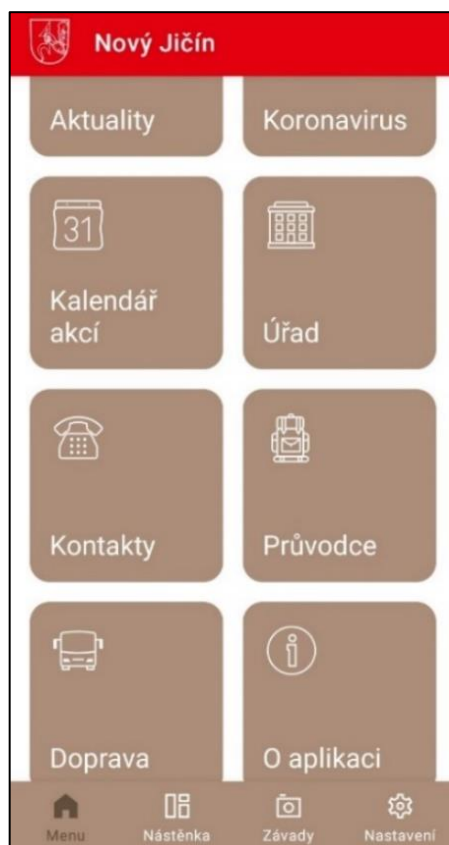 Nový Jičín
Aktuality
Koronavirus
31
Kalendář
akcí
Úřad
Kontakty
Průvodce
Doprava
O aplikaci
Menu
Nástěnka
Závady
Nastavení